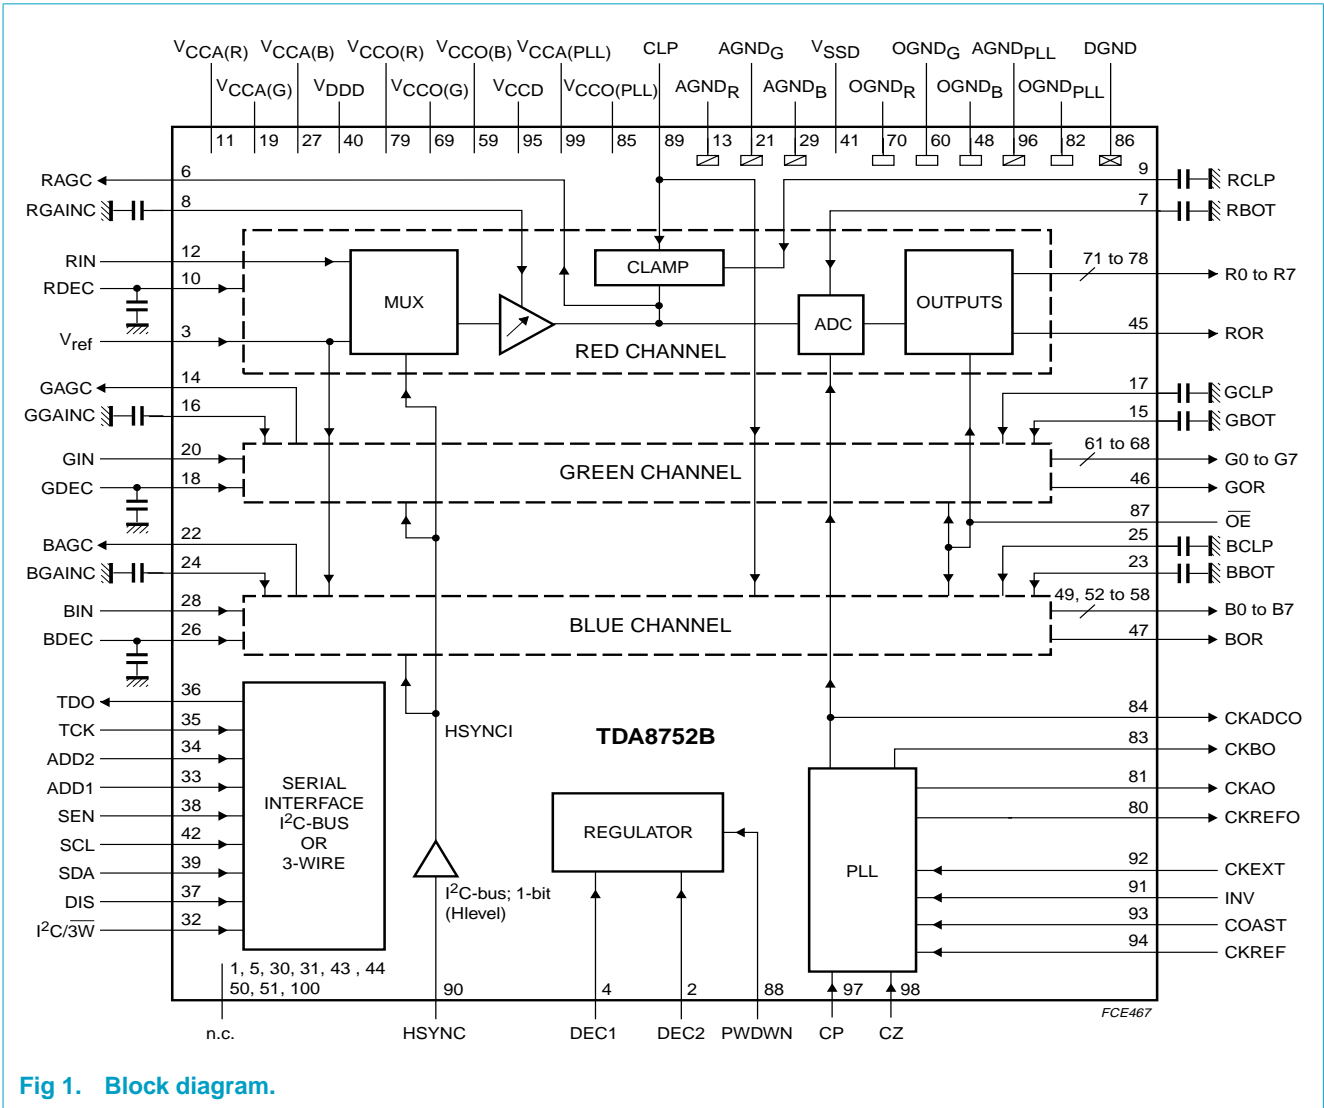 VCCA(R) VCCA(B) VCCO(R) VCCO(B) VCCA(PLL) CLP AGNDG VSSD OGNDG AGNDPLL DGND
VCCA(G) VDDD VCCO(G) VCCD VCCO(PLL) AGNDR AGNDB OGNDR OGNDB OGNDPLL
11 19 27 40 79 69 59 95 99 85 89 13 21 29 41 70 60 48 96 82 86
RAGC 6 9 RCLP
RGAINC 8 7 RBOT
RIN 12 CLAMP 71 to 78 R0 to R7
RDEC 10 MUX ADC OUTPUTS
Vref 3 45 ROR
RED CHANNEL
GAGC 14 17 GCLP
GGAINC 16 15 GBOT
GIN 20 61 to 68 G0 to G7
GREEN CHANNEL
GDEC 18 46 GOR
87 O̅E̅
BAGC 22 25 BCLP
BGAINC 24 23 BBOT
BIN 28 49, 52 to 58 B0 to B7
BLUE CHANNEL
BDEC 26 47 BOR
TDO 36 84 CKADCO
TCK 35 HSYNCI TDA8752B 83 CKBO
ADD2 34
ADD1 33 81 CKAO
SEN 38 80 CKREFO
SCL 42
SDA 39 92 CKEXT
DIS 37 91 INV
I2C/3̅W̅ 32 93 COAST
94 CKREF
SERIAL
INTERFACE
I2C-BUS
OR
3-WIRE
REGULATOR
PLL
I2C-bus; 1-bit
(Hlevel)
1, 5, 30, 31, 43 , 44
50, 51, 100
90 4 2 88 97 98
n.c. HSYNC DEC1 DEC2 PWDWN CP CZ
FCE467
Fig 1. Block diagram.